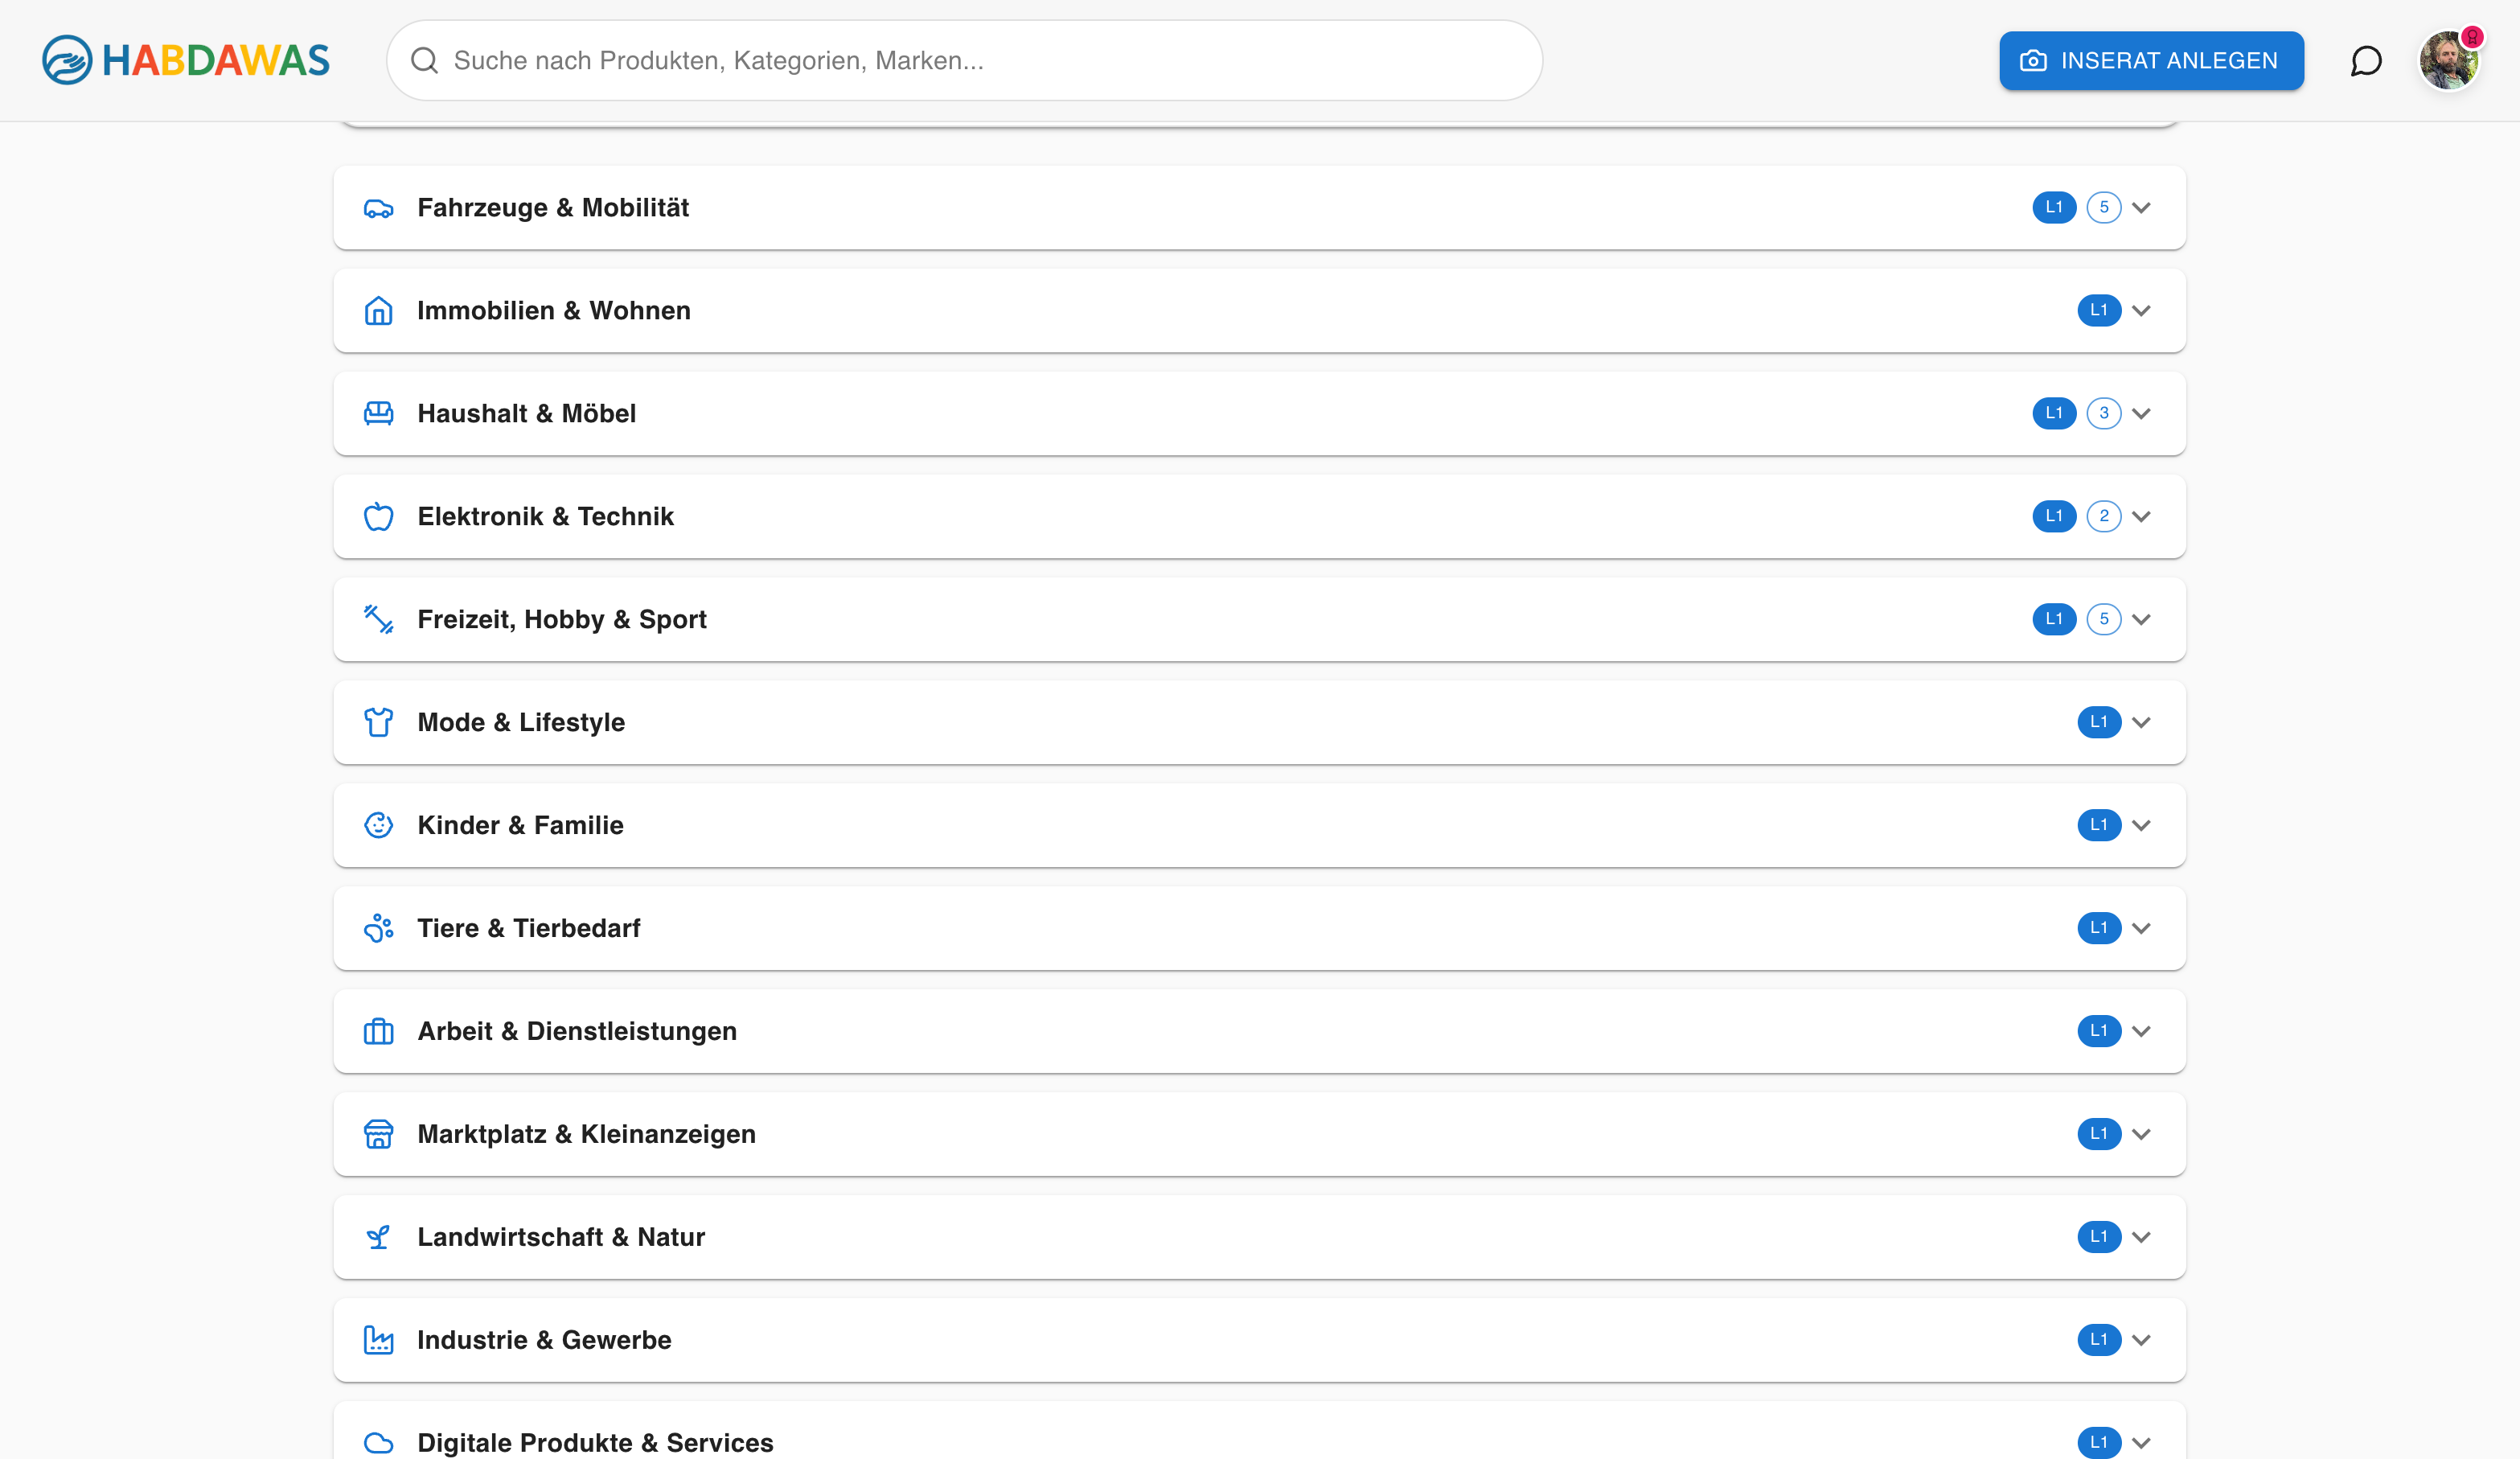 HABDAWAS
Suche nach Produkten, Kategorien, Marken...
INSERAT ANLEGEN
Fahrzeuge & Mobilität L1 5
Immobilien & Wohnen L1
Haushalt & Möbel L1 3
Elektronik & Technik L1 2
Freizeit, Hobby & Sport L1 5
Mode & Lifestyle L1
Kinder & Familie L1
Tiere & Tierbedarf L1
Arbeit & Dienstleistungen L1
Marktplatz & Kleinanzeigen L1
Landwirtschaft & Natur L1
Industrie & Gewerbe L1
Digitale Produkte & Services L1